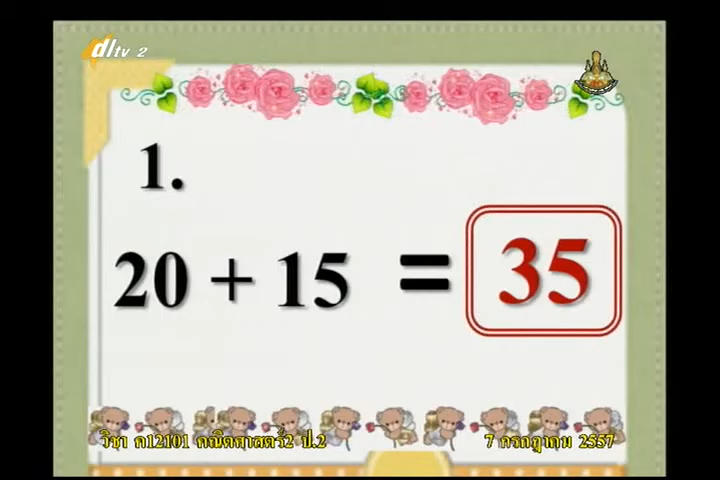 dltv 2
1.
20 + 15 = 35
วิชา ค12101 คณิตศาสตร์2 ป.2
7 กรกฎาคม 2557